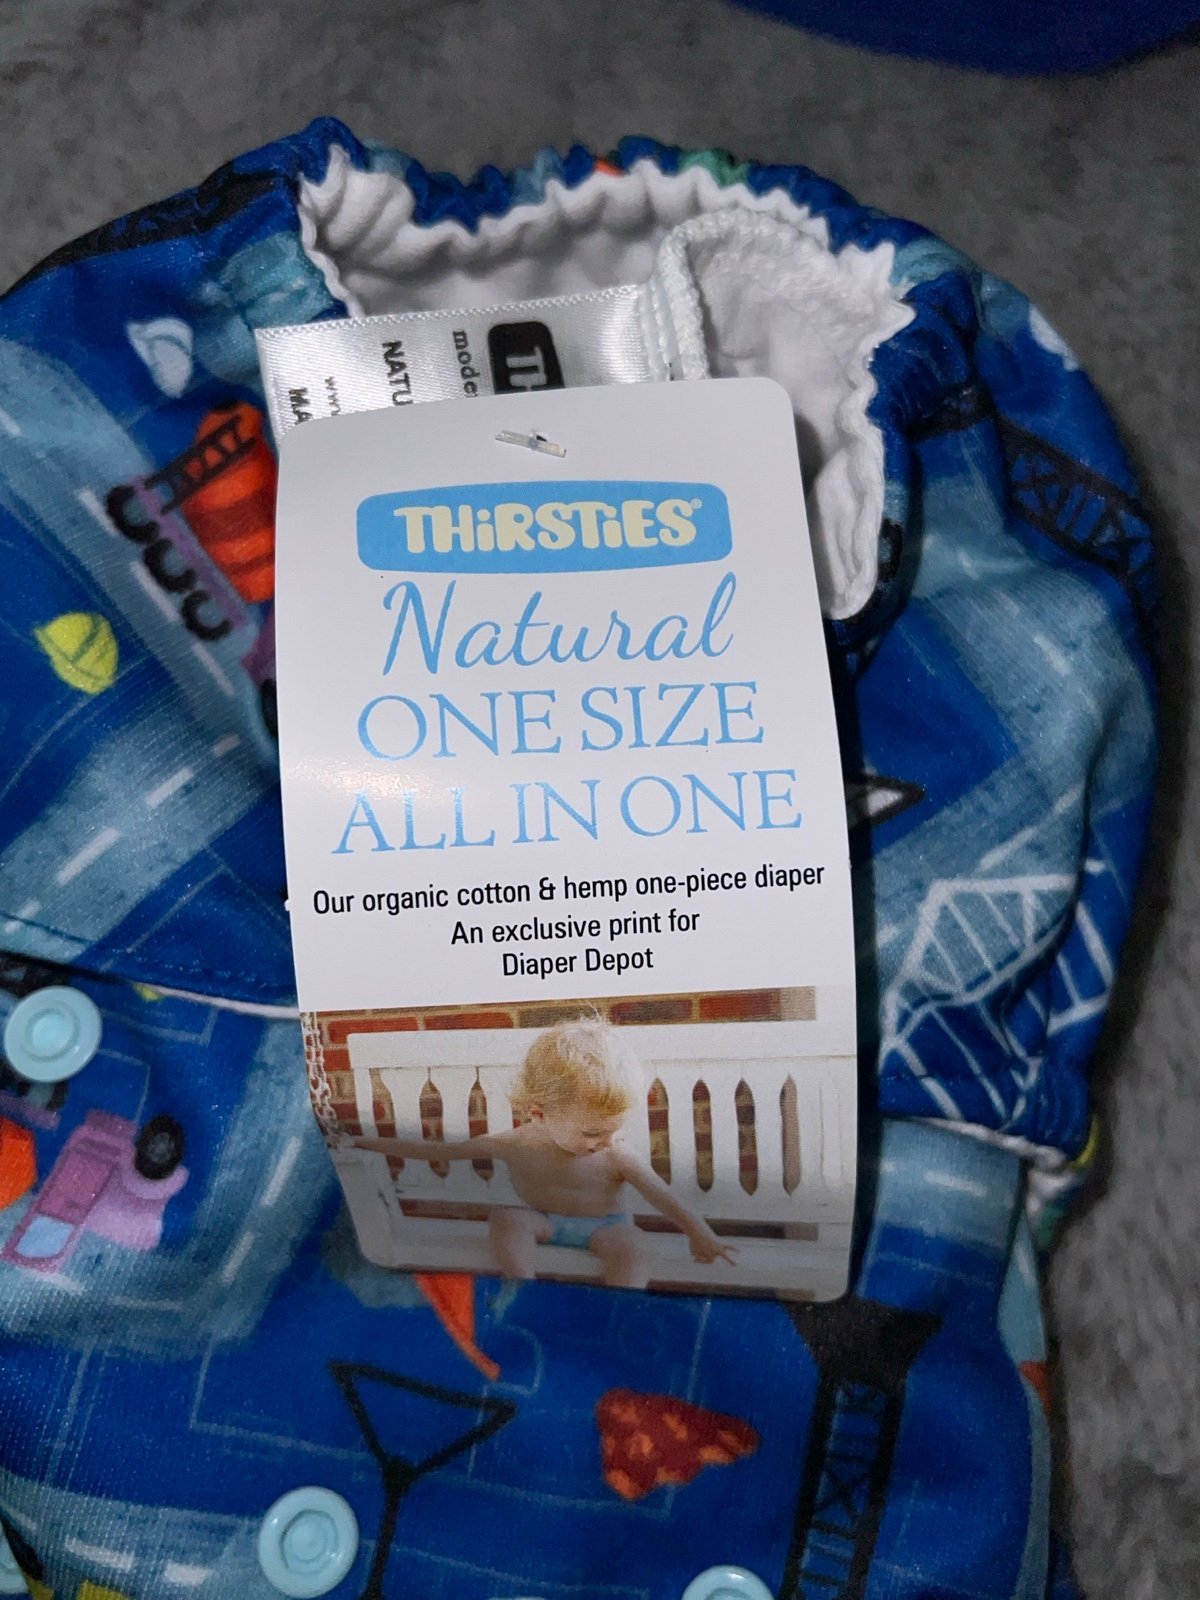 THiRSTiES®
Natural
ONE SIZE
ALL IN ONE
Our organic cotton & hemp one-piece diaper
An exclusive print for
Diaper Depot